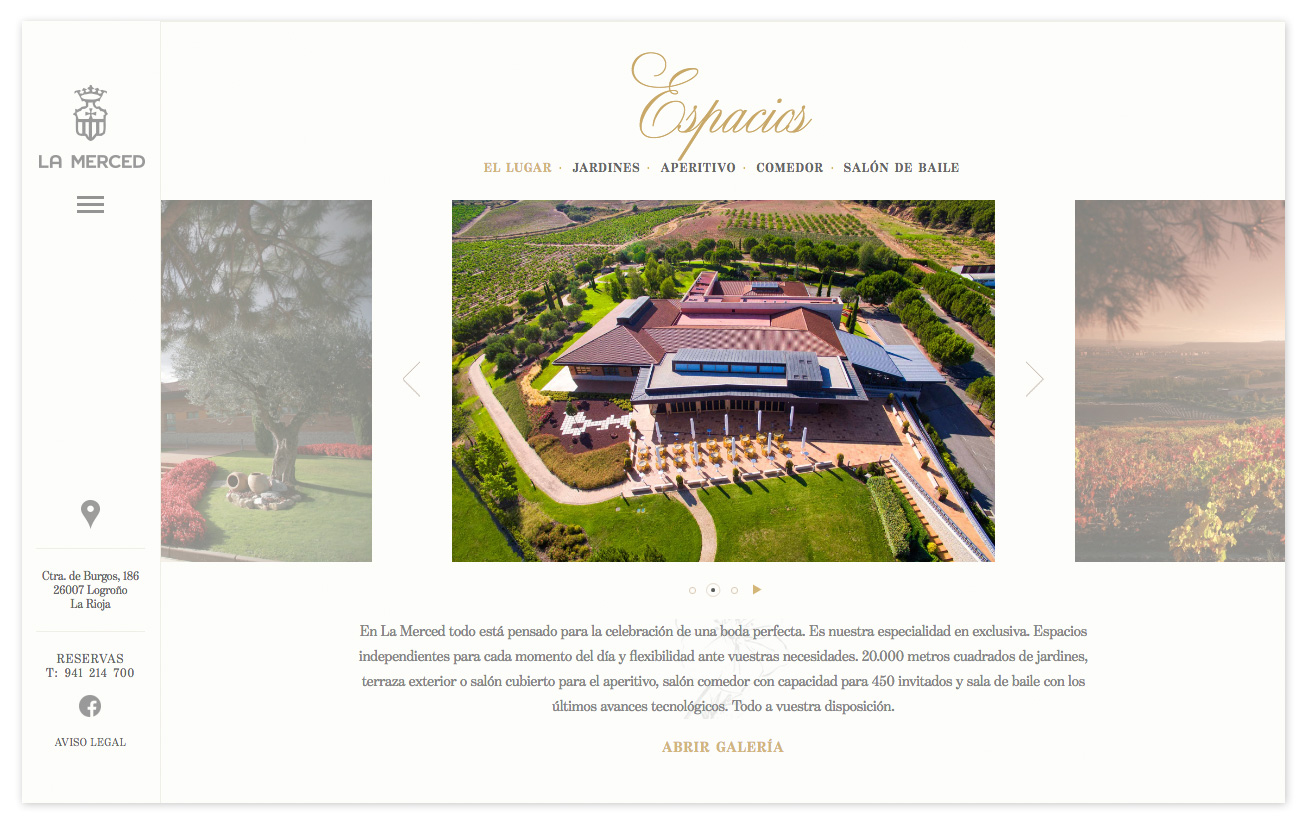 LA MERCED
Ctra. de Burgos, 186
26007 Logroño
La Rioja
RESERVAS
T: 941 214 700
AVISO LEGAL
Espacios
EL LUGAR · JARDINES · APERITIVO · COMEDOR · SALÓN DE BAILE
En La Merced todo está pensado para la celebración de una boda perfecta. Es nuestra especialidad en exclusiva. Espacios
independientes para cada momento del día y flexibilidad ante vuestras necesidades. 20.000 metros cuadrados de jardines,
terraza exterior o salón cubierto para el aperitivo, salón comedor con capacidad para 450 invitados y sala de baile con los
últimos avances tecnológicos. Todo a vuestra disposición.
ABRIR GALERÍA